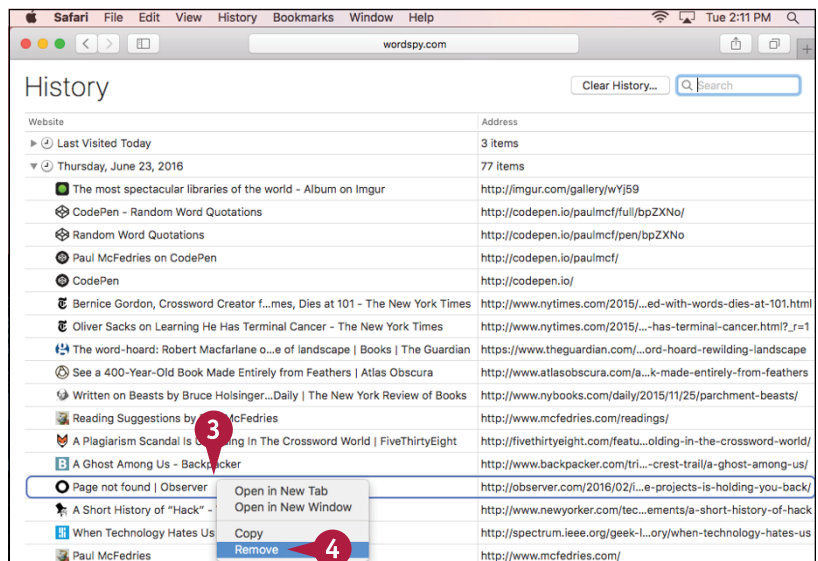 Safari File Edit View History Bookmarks Window Help Tue 2:11 PM
wordspy.com
History Clear History... Search
Website Address
Last Visited Today 3 items
Thursday, June 23, 2016 77 items
The most spectacular libraries of the world - Album on Imgur http://imgur.com/gallery/wYj59
CodePen - Random Word Quotations http://codepen.io/paulmcf/full/bpZXNo/
Random Word Quotations http://codepen.io/paulmcf/pen/bpZXNo
Paul McFedries on CodePen http://codepen.io/paulmcf/
CodePen http://codepen.io/
Bernice Gordon, Crossword Creator f...mes, Dies at 101 - The New York Times http://www.nytimes.com/2015/...ed-with-words-dies-at-101.html
Oliver Sacks on Learning He Has Terminal Cancer - The New York Times http://www.nytimes.com/2015/...-has-terminal-cancer.html?_r=1
The word-hoard: Robert Macfarlane o...e of landscape | Books | The Guardian https://www.theguardian.com/...ord-hoard-rewilding-landscape
See a 400-Year-Old Book Made Entirely from Feathers | Atlas Obscura http://www.atlasobscura.com/a...k-made-entirely-from-feathers
Written on Beasts by Bruce Holsinger...Daily | The New York Review of Books http://www.nybooks.com/daily/2015/11/25/parchment-beasts/
Reading Suggestions by McFedries http://www.mcfedries.com/readings/
3
A Plagiarism Scandal Is In The Crossword World | FiveThirtyEight http://fivethirtyeight.com/featu...olding-in-the-crossword-world/
A Ghost Among Us - Backpacker http://www.backpacker.com/tri...-crest-trail/a-ghost-among-us/
Page not found | Observer http://observer.com/2016/02/i...e-projects-is-holding-you-back/
Open in New Tab
Open in New Window
A Short History of "Hack" - http://www.newyorker.com/tec...ements/a-short-history-of-hack
When Technology Hates Us http://spectrum.ieee.org/geek-l...ory/when-technology-hates-us
Copy
Remove 4
Paul McFedries http://www.mcfedries.com/